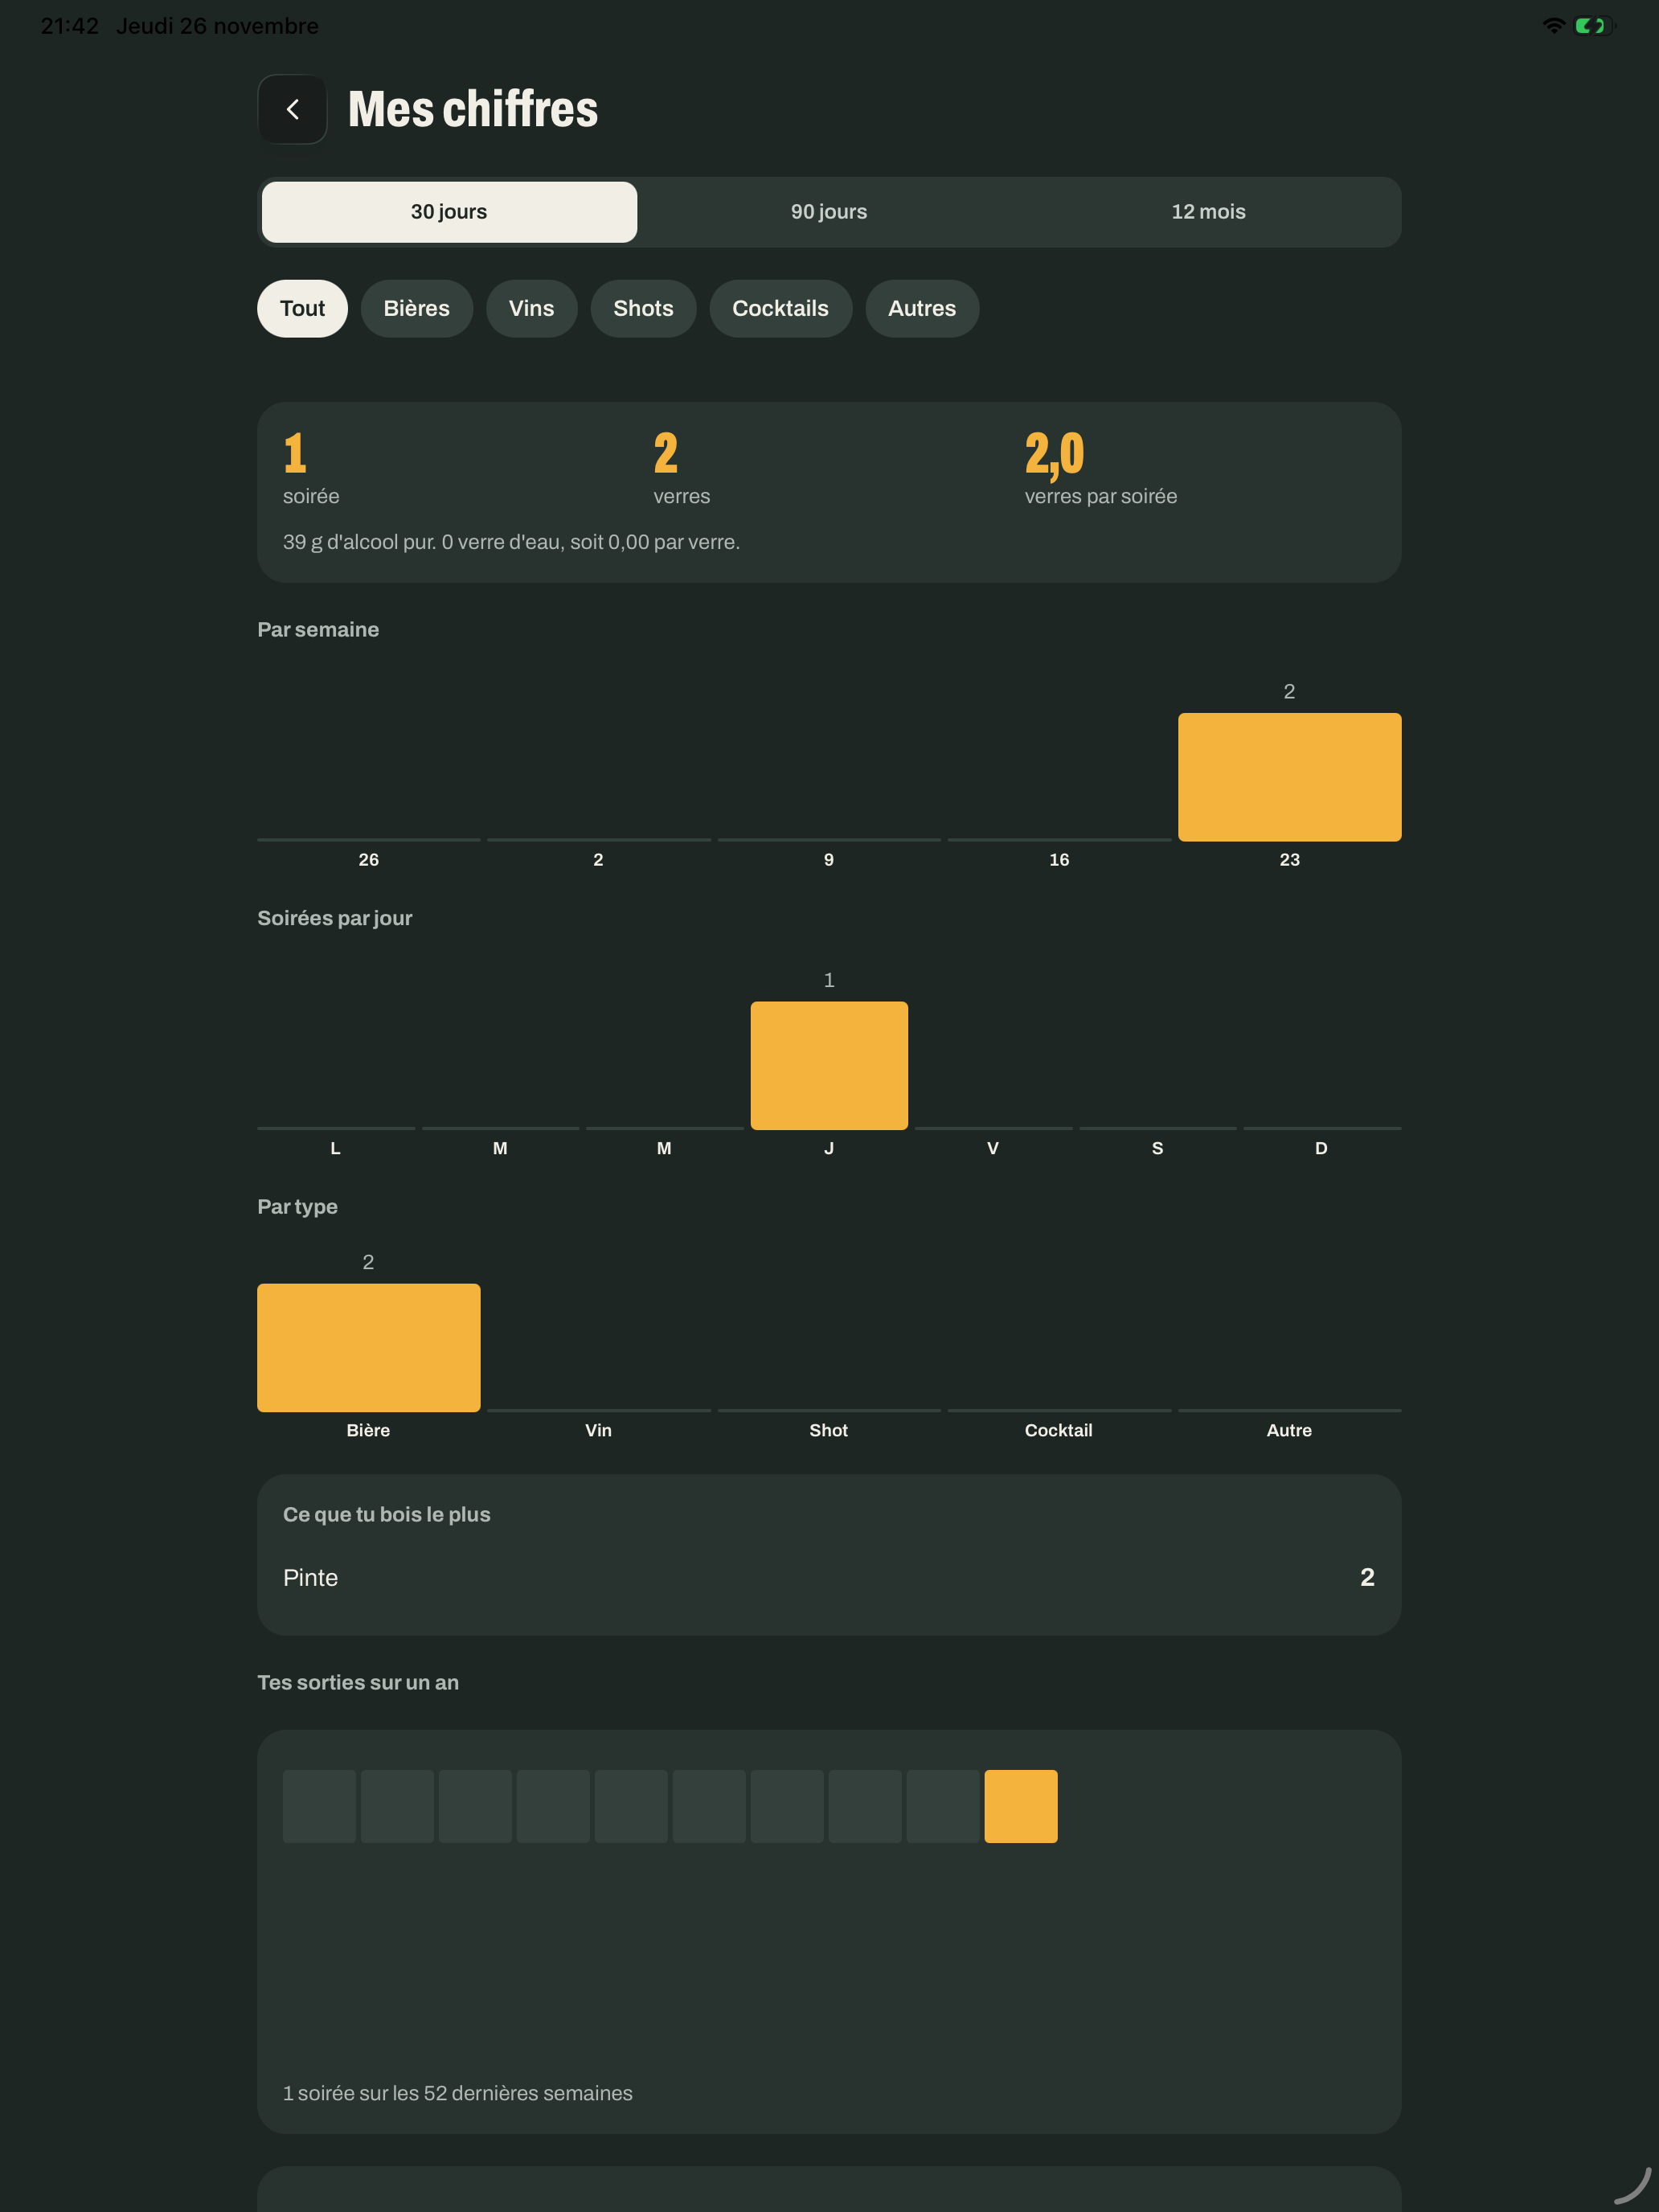 21:42 Jeudi 26 novembre
Mes chiffres
30 jours 90 jours 12 mois
Tout Bières Vins Shots Cocktails Autres
1 2 2,0
soirée verres verres par soirée
39 g d'alcool pur. 0 verre d'eau, soit 0,00 par verre.
Par semaine
2
26 2 9 16 23
Soirées par jour
1
L M M J V S D
Par type
2
Bière Vin Shot Cocktail Autre
Ce que tu bois le plus
Pinte 2
Tes sorties sur un an
1 soirée sur les 52 dernières semaines